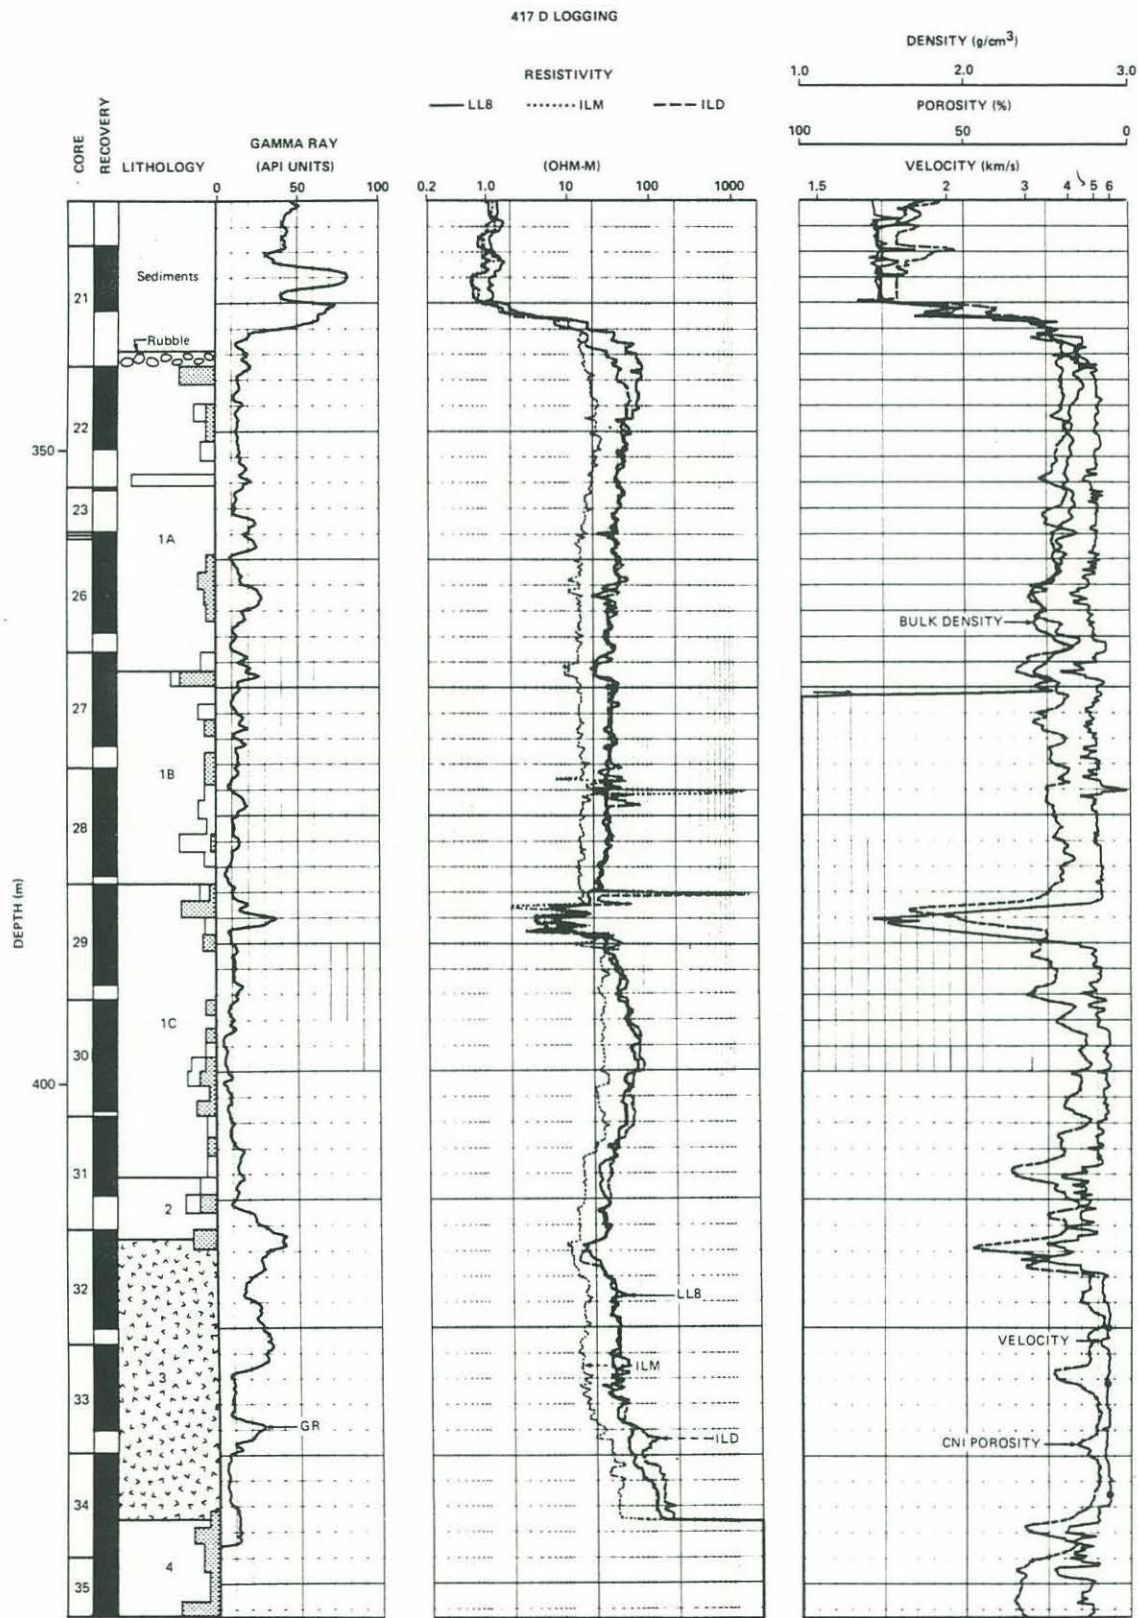 417 D LOGGING
DENSITY (g/cm³)
1.0 2.0 3.0
RESISTIVITY
LL8 ILM ILD
POROSITY (%)
100 50 0
CORE
RECOVERY
LITHOLOGY
GAMMA RAY
(API UNITS)
(OHM-M)
VELOCITY (km/s)
0 50 100
0.2 1.0 10 100 1000
1.5 2 3 4 5 6
Sediments
21
Rubble
22
350
23
1A
26
BULK DENSITY
27
1B
28
DEPTH (m)
29
1C
30
400
31
2
32
LL8
VELOCITY
ILM
3
33
GR
ILD
CNI POROSITY
34
4
35